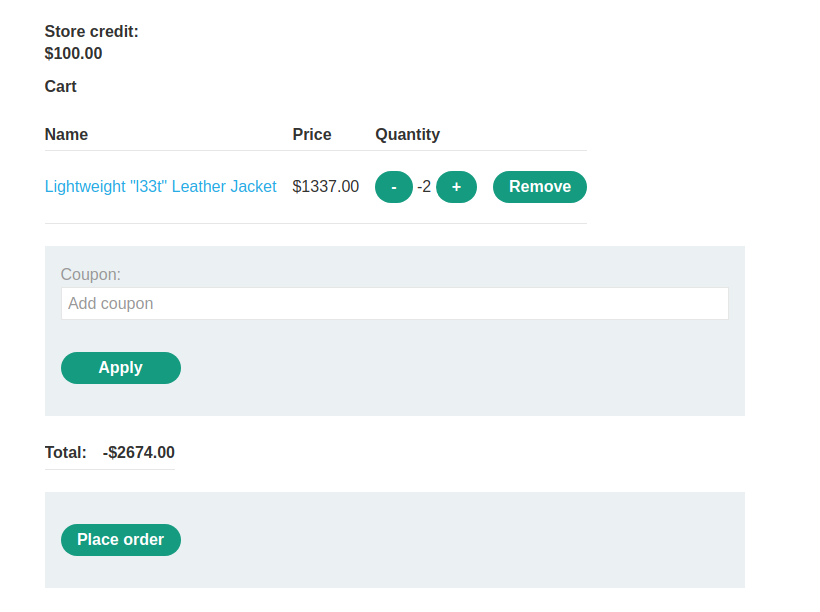 Store credit:
$100.00
Cart
Name Price Quantity
Lightweight "l33t" Leather Jacket $1337.00 - -2 + Remove
Coupon:
Add coupon
Apply
Total: -$2674.00
Place order